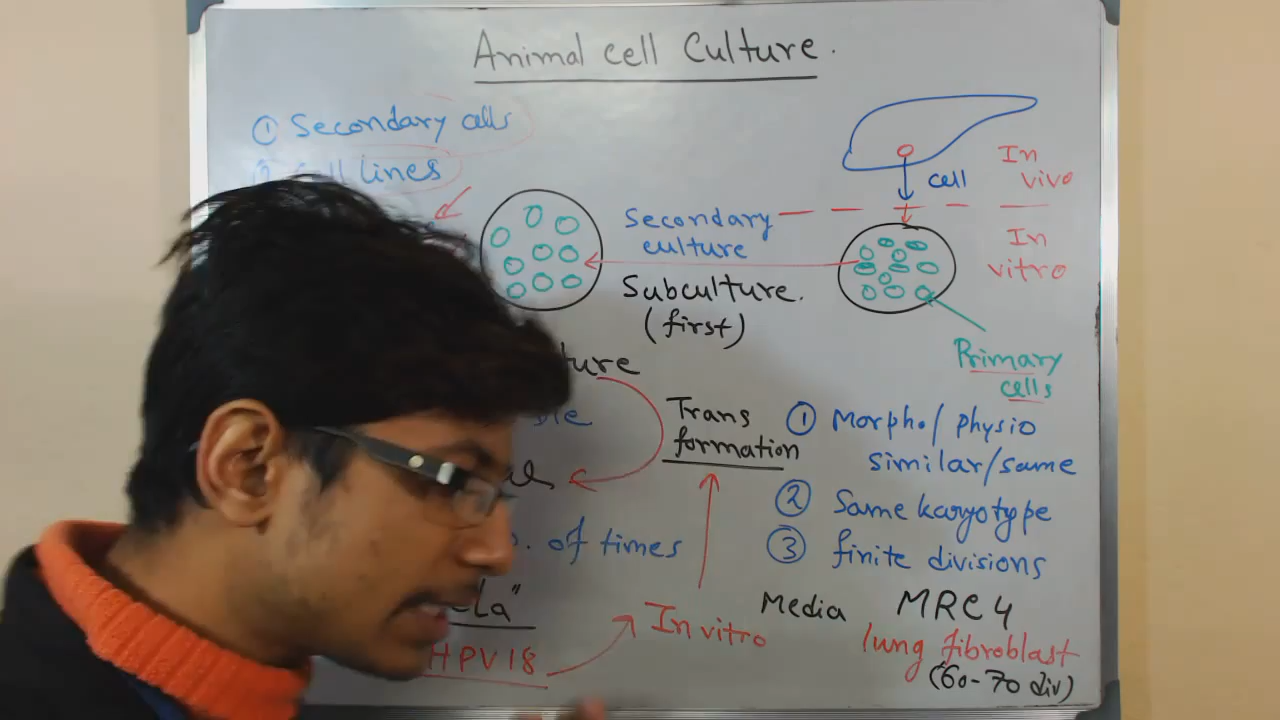 Animal Cell Culture.
① Secondary cells
Cell lines
cell
In
vivo
In
vitro
Secondary
culture
Subculture.
(first)
Primary
cells
Trans
formation
① Morpho/physio
similar/same
② Same karyotype
③ finite divisions
of times
Media
MRC4
lung fibroblast
(60-70 div)
In vitro
HPV18